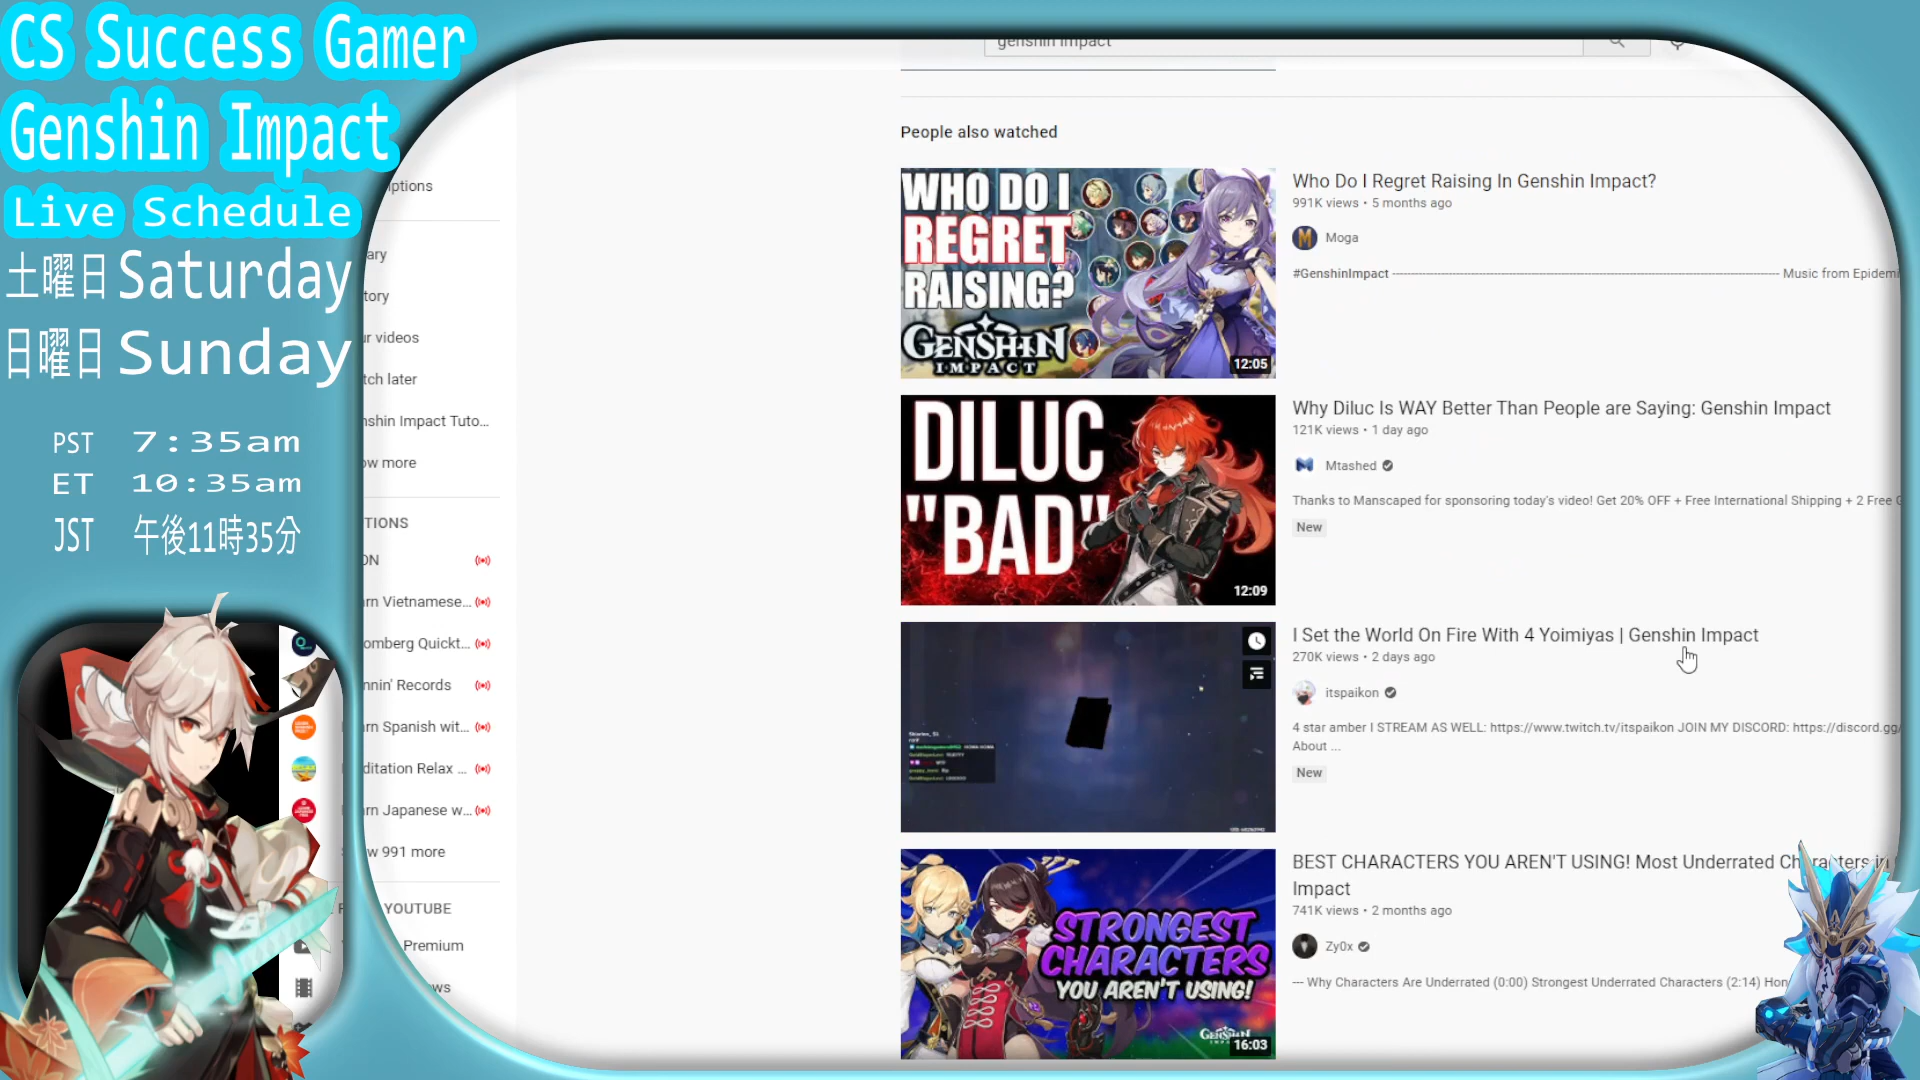 CS Success Gamer
Genshin Impact
Live Schedule
土曜日 Saturday
日曜日 Sunday
PST 7:35am
ET 10:35am
JST 午後11時35分
genshin impact
iptions
ary
tory
ur videos
tch later
nshin Impact Tuto...
ow more
TIONS
ON
rn Vietnamese...
omberg Quickt...
nnin' Records
rn Spanish wit...
ditation Relax ...
rn Japanese w...
w 991 more
YOUTUBE
Premium
ws
People also watched
WHO DO I
REGRET
RAISING?
GENSHIN
IMPACT
12:05
Who Do I Regret Raising In Genshin Impact?
991K views • 5 months ago
Moga
#GenshinImpact ---------- Music from Epidemi
DILUC
"BAD"
12:09
Why Diluc Is WAY Better Than People are Saying: Genshin Impact
121K views • 1 day ago
Mtashed
Thanks to Manscaped for sponsoring today's video! Get 20% OFF + Free International Shipping + 2 Free G
New
I Set the World On Fire With 4 Yoimiyas | Genshin Impact
270K views • 2 days ago
itspaikon
4 star amber I STREAM AS WELL: https://www.twitch.tv/itspaikon JOIN MY DISCORD: https://discord.gg/
About ...
New
STRONGEST
CHARACTERS
YOU AREN'T USING!
GENSHIN
16:03
BEST CHARACTERS YOU AREN'T USING! Most Underrated Characters in
Impact
741K views • 2 months ago
Zy0x
--- Why Characters Are Underrated (0:00) Strongest Underrated Characters (2:14) Hon